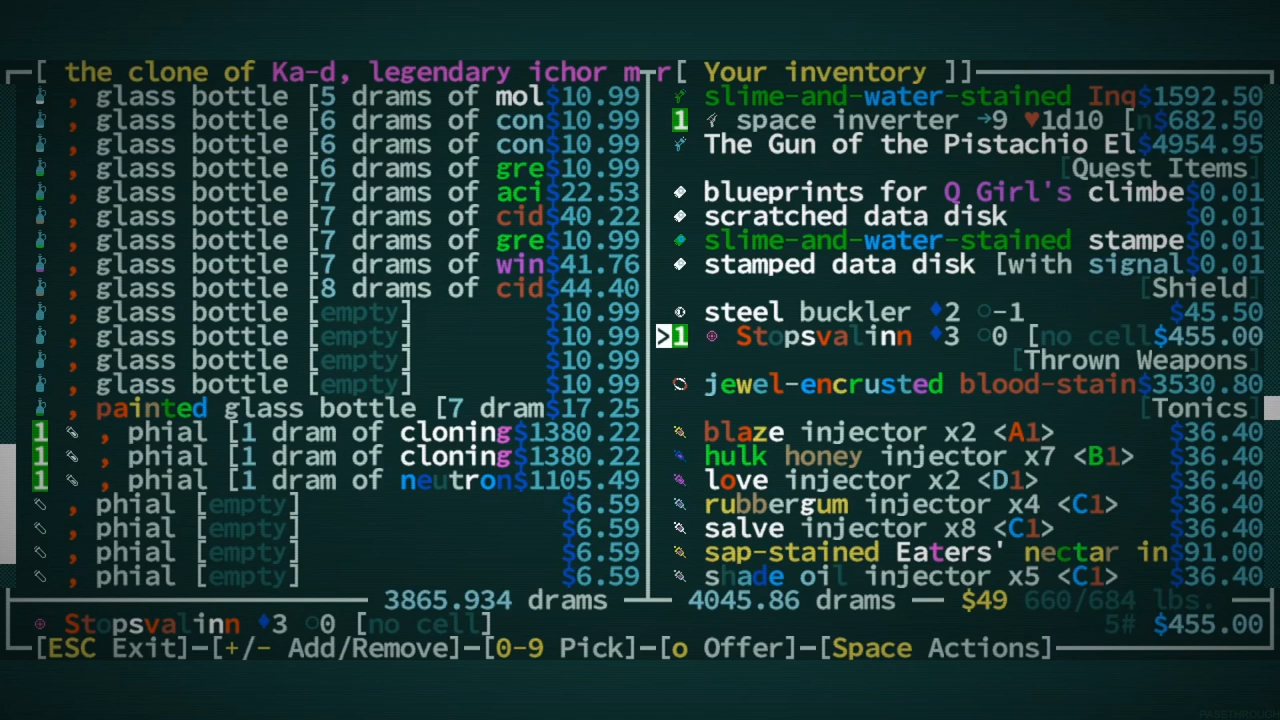 [ the clone of Ka-d, legendary ichor m r[ Your inventory ]]
, glass bottle [5 drams of mol$10.99
, glass bottle [6 drams of con$10.99
, glass bottle [6 drams of con$10.99
, glass bottle [6 drams of gre$10.99
, glass bottle [7 drams of aci$22.53
, glass bottle [7 drams of cid$40.22
, glass bottle [7 drams of gre$10.99
, glass bottle [7 drams of win$41.76
, glass bottle [8 drams of cid$44.40
, glass bottle [empty] $10.99
, glass bottle [empty] $10.99
, glass bottle [empty] $10.99
, glass bottle [empty] $10.99
, painted glass bottle [7 dram$17.25
1 , phial [1 dram of cloning$1380.22
1 , phial [1 dram of cloning$1380.22
1 , phial [1 dram of neutron$1105.49
, phial [empty] $6.59
, phial [empty] $6.59
, phial [empty] $6.59
, phial [empty] $6.59
slime-and-water-stained Inq$1592.50
1 space inverter →9 ♥1d10 [n$682.50
The Gun of the Pistachio El$4954.95
[Quest Items]
blueprints for Q Girl's climbe$0.01
scratched data disk $0.01
slime-and-water-stained stampe$0.01
stamped data disk [with signal$0.01
[Shield]
steel buckler ♦2 ○-1 $45.50
>1 Stopsvalinn ♦3 ○0 [no cell$455.00
[Thrown Weapons]
jewel-encrusted blood-stain$3530.80
[Tonics]
blaze injector x2 <A1> $36.40
hulk honey injector x7 <B1> $36.40
love injector x2 <D1> $36.40
rubbergum injector x4 <C1> $36.40
salve injector x8 <C1> $36.40
sap-stained Eaters' nectar in$91.00
shade oil injector x5 <C1> $36.40
3865.934 drams 4045.86 drams $49 660/684 lbs.
Stopsvalinn ♦3 ○0 [no cell] 5# $455.00
[ESC Exit] [+/- Add/Remove] [0-9 Pick] [o Offer] [Space Actions]